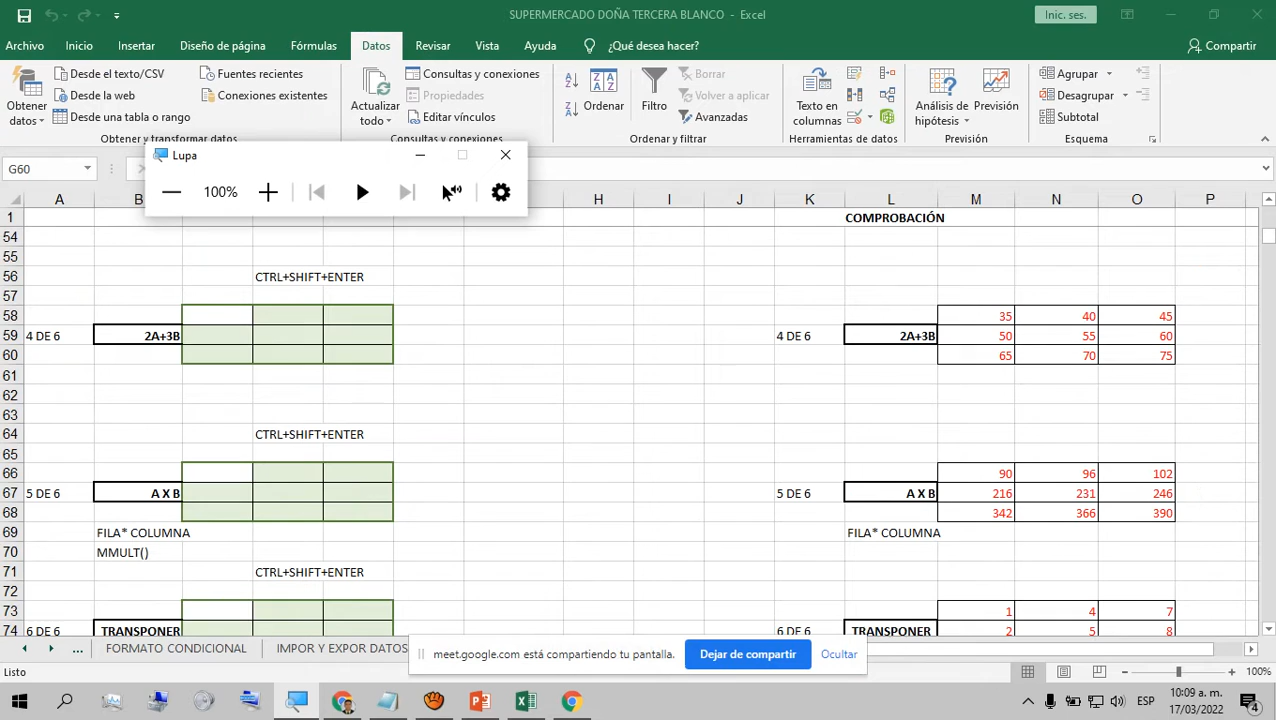 SUPERMERCADO DOÑA TERCERA BLANCO - Excel
Inic. ses.
Archivo Inicio Insertar Diseño de página Fórmulas Datos Revisar Vista Ayuda ¿Qué desea hacer? Compartir
Desde el texto/CSV Fuentes recientes Consultas y conexiones Borrar Agrupar
Obtener datos Desde la web Conexiones existentes Actualizar todo Propiedades Ordenar Filtro Volver a aplicar Texto en columnas Análisis de hipótesis Previsión Desagrupar
Desde una tabla o rango Editar vínculos Avanzadas Subtotal
Obtener y transformar datos Consultas y conexiones Ordenar y filtrar Herramientas de datos Previsión Esquema
Lupa
G60
100%
A B H I J K L M N O P
1 COMPROBACIÓN
54
55
56 CTRL+SHIFT+ENTER
57
58 35 40 45
59 4 DE 6 2A+3B 4 DE 6 2A+3B 50 55 60
60 65 70 75
61
62
63
64 CTRL+SHIFT+ENTER
65
66 90 96 102
67 5 DE 6 A X B 5 DE 6 A X B 216 231 246
68 342 366 390
69 FILA* COLUMNA FILA* COLUMNA
70 MMULT()
71 CTRL+SHIFT+ENTER
72
73 1 4 7
74 6 DE 6 TRANSPONER 6 DE 6 TRANSPONER 2 5 8
... FORMATO CONDICIONAL IMPOR Y EXPOR DATOS
meet.google.com está compartiendo tu pantalla. Dejar de compartir Ocultar
Listo 100%
ESP 10:09 a. m.
17/03/2022 4